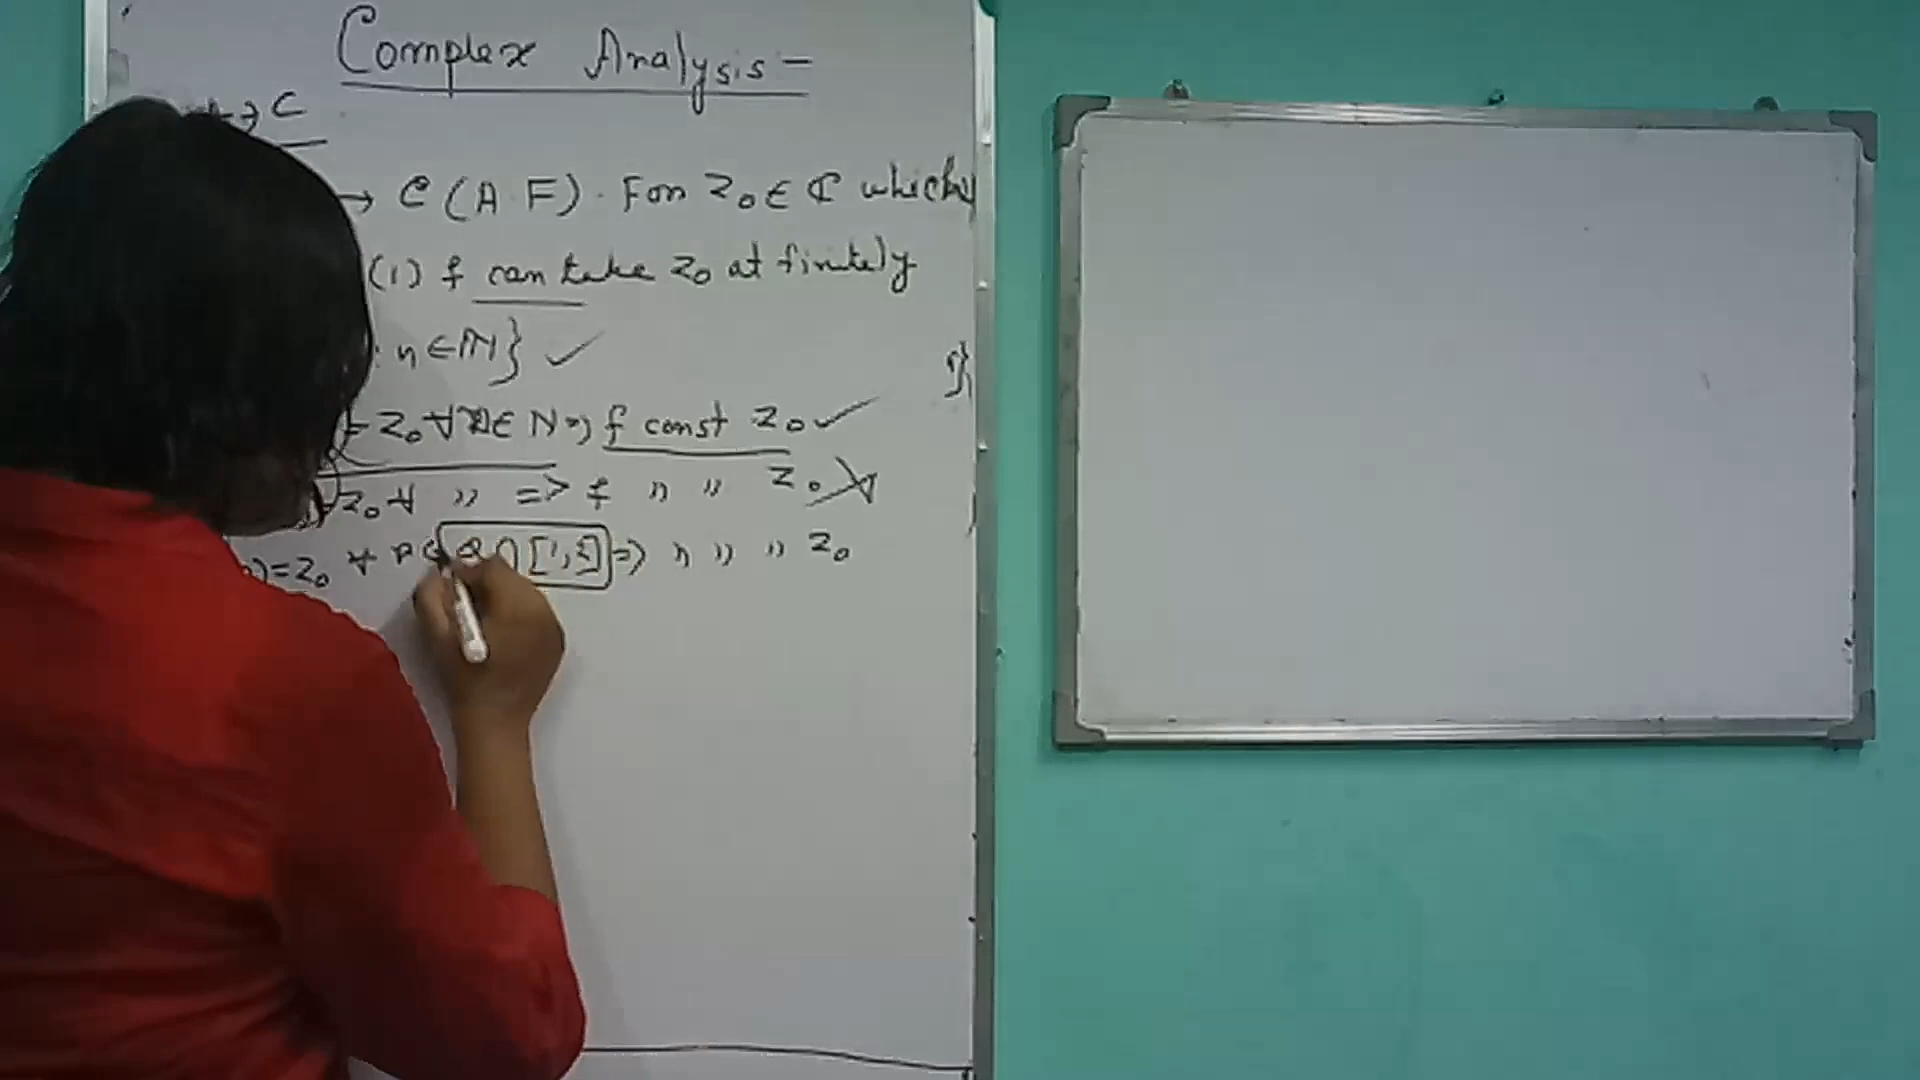 Complex Analysis -
→ C
→ C (A F). For z₀ ∈ ℂ which
(1) f can take z₀ at finitely
: n ∈ ℕ} ✓
= z₀ ∀ n ∈ N ⇒ f const z₀ ✓
= z₀ ∀ " => f " " z₀
)= z₀ ∀ p ∈ Q ∩ [1,2] => " " " z₀